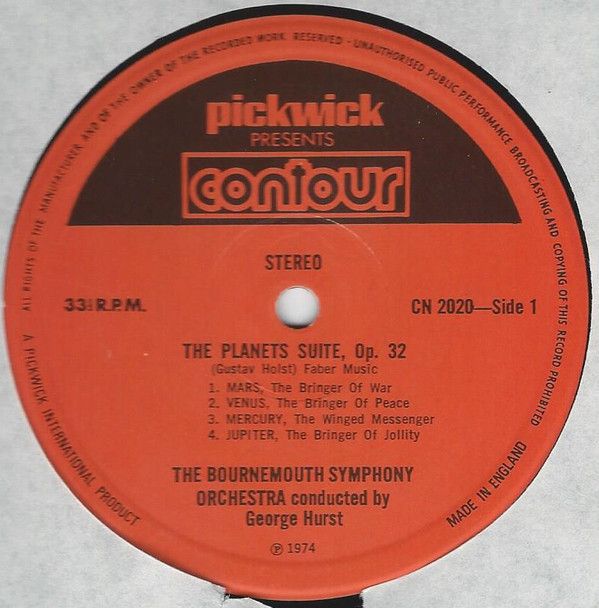 ALL RIGHTS OF THE MANUFACTURER AND OF THE OWNER OF THE RECORDED WORK RESERVED - UNAUTHORISED PUBLIC PERFORMANCE BROADCASTING AND COPYING OF THIS RECORD PROHIBITED
pickwick
PRESENTS
contour
STEREO
33⅓ R.P.M.
CN 2020—Side 1
THE PLANETS SUITE, Op. 32
(Gustav Holst) Faber Music
1. MARS, The Bringer Of War
2. VENUS, The Bringer Of Peace
3. MERCURY, The Winged Messenger
4. JUPITER, The Bringer Of Jollity
THE BOURNEMOUTH SYMPHONY
ORCHESTRA conducted by
George Hurst
℗ 1974
A PICKWICK INTERNATIONAL PRODUCT
MADE IN ENGLAND